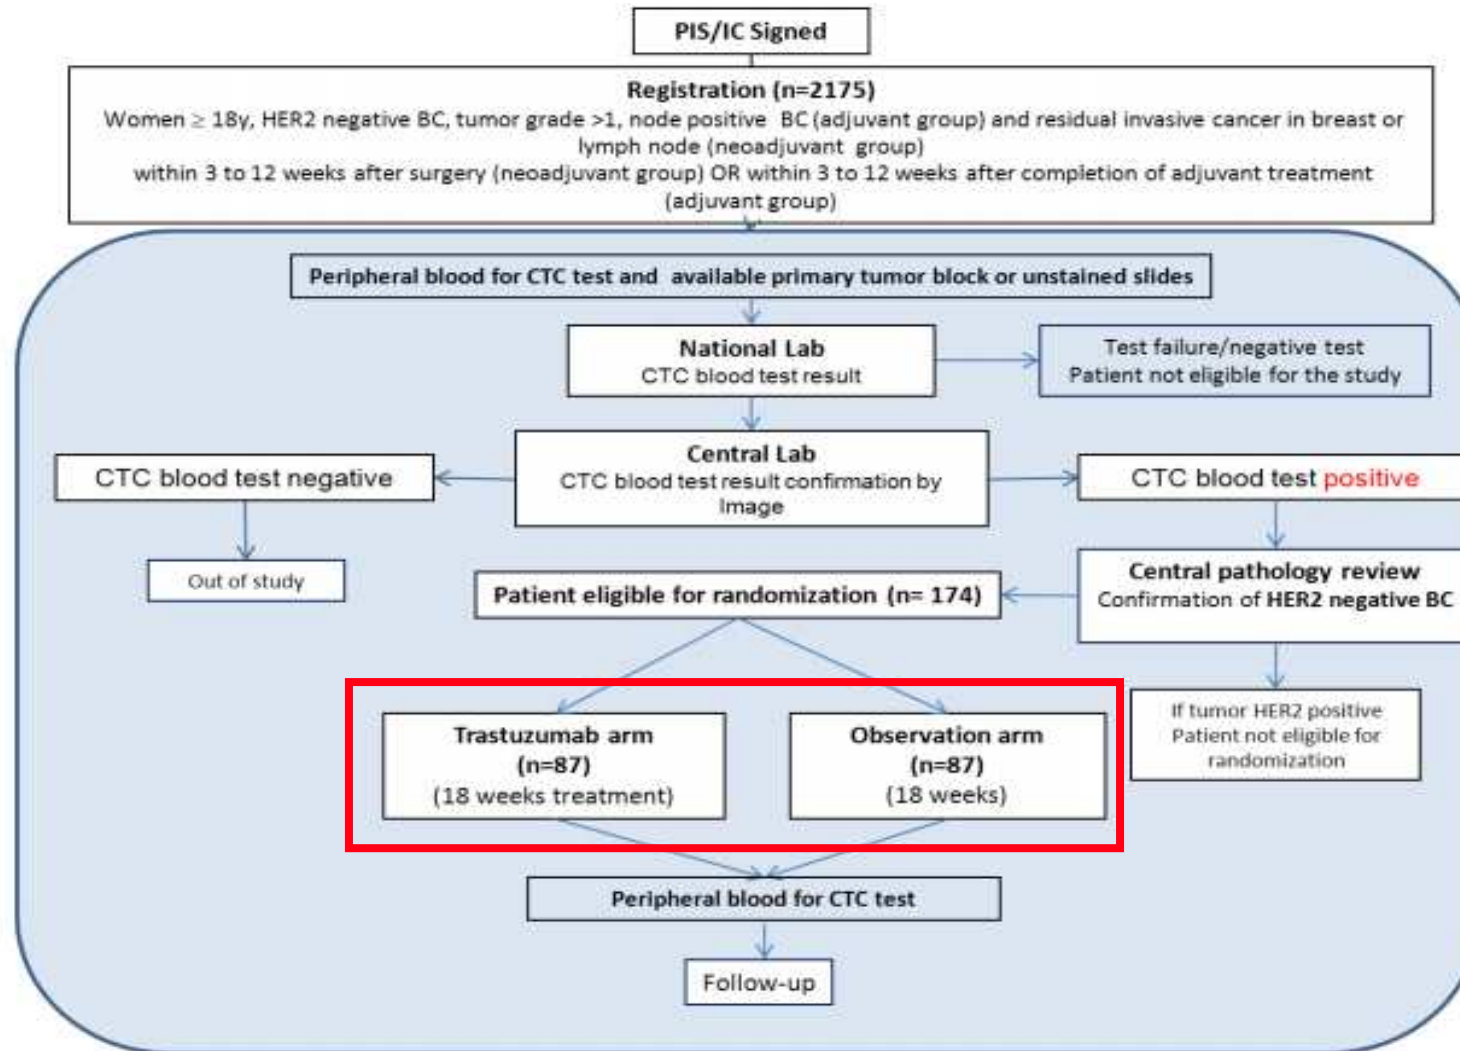 PIS/IC Signed
Registration (n=2175)
Women ≥ 18y, HER2 negative BC, tumor grade >1, node positive BC (adjuvant group) and residual invasive cancer in breast or
lymph node (neoadjuvant group)
within 3 to 12 weeks after surgery (neoadjuvant group) OR within 3 to 12 weeks after completion of adjuvant treatment
(adjuvant group)
Peripheral blood for CTC test and available primary tumor block or unstained slides
National Lab
CTC blood test result
Test failure/negative test
Patient not eligible for the study
Central Lab
CTC blood test result confirmation by
Image
CTC blood test negative
CTC blood test positive
Out of study
Central pathology review
Confirmation of HER2 negative BC
Patient eligible for randomization (n= 174)
If tumor HER2 positive
Patient not eligible for
randomization
Trastuzumab arm
(n=87)
(18 weeks treatment)
Observation arm
(n=87)
(18 weeks)
Peripheral blood for CTC test
Follow-up